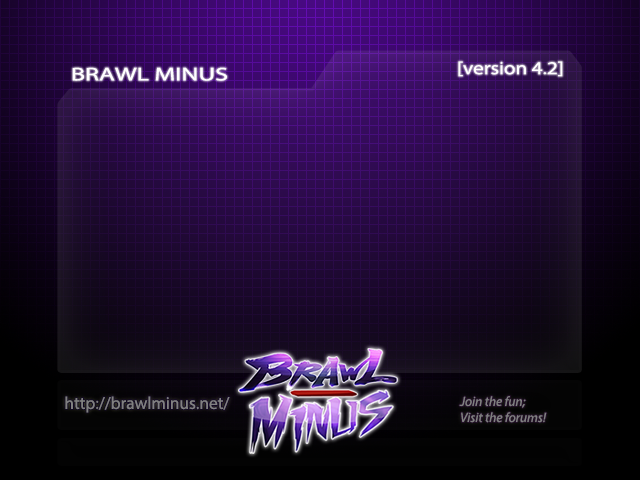 BRAWL MINUS
[version 4.2]
BRAWL
MINUS
http://brawlminus.net/
Join the fun;
Visit the forums!